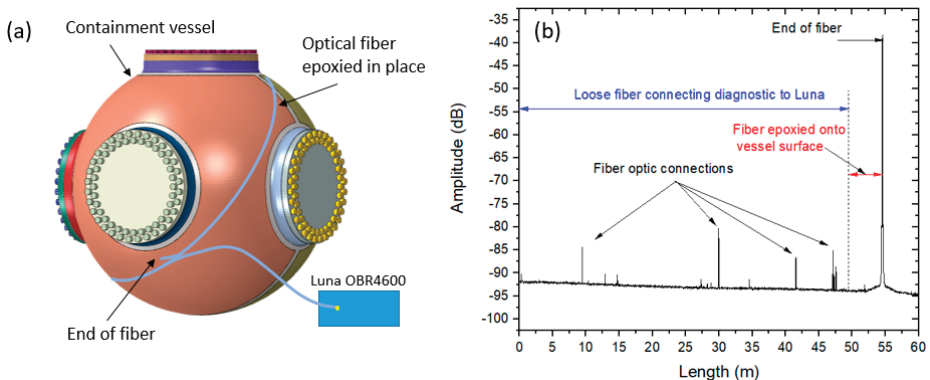 (a)
Containment vessel
Optical fiber
epoxied in place
Luna OBR4600
End of fiber
(b)
-35
-40
-45
-50
-55
-60
-65
-70
-75
-80
-85
-90
-95
-100
Amplitude (dB)
End of fiber
Loose fiber connecting diagnostic to Luna
Fiber epoxied onto
vessel surface
Fiber optic connections
0 5 10 15 20 25 30 35 40 45 50 55 60
Length (m)